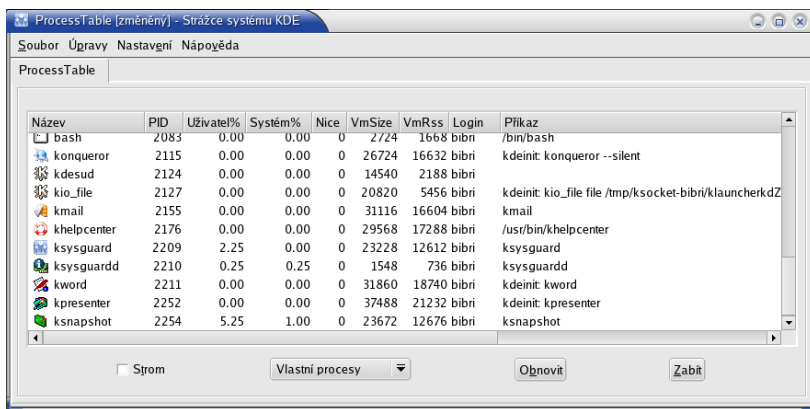 ProcessTable [změněný] - Strážce systému KDE
Soubor Úpravy Nastavení Nápověda
ProcessTable
Název PID Uživatel% Systém% Nice VmSize VmRss Login Příkaz
bash 2083 0.00 0.00 0 2724 1668 bibri /bin/bash
konqueror 2115 0.00 0.00 0 26724 16632 bibri kdeinit: konqueror --silent
kdesud 2124 0.00 0.00 0 14540 2188 bibri
kio_file 2127 0.00 0.00 0 20820 5456 bibri kdeinit: kio_file file /tmp/ksocket-bibri/klauncherkdZ
kmail 2155 0.00 0.00 0 31116 16604 bibri kmail
khelpcenter 2176 0.00 0.00 0 29568 17288 bibri /usr/bin/khelpcenter
ksysguard 2209 2.25 0.00 0 23228 12612 bibri ksysguard
ksysguardd 2210 0.25 0.25 0 1548 736 bibri ksysguardd
kword 2211 0.00 0.00 0 31860 18740 bibri kdeinit: kword
kpresenter 2252 0.00 0.00 0 37488 21232 bibri kdeinit: kpresenter
ksnapshot 2254 5.25 1.00 0 23672 12676 bibri ksnapshot
Strom Vlastní procesy Obnovit Zabít